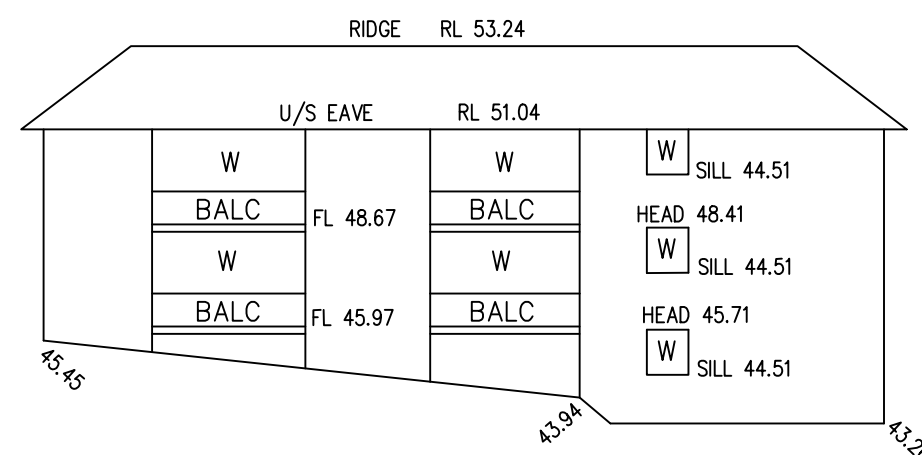 RIDGE RL 53.24
U/S EAVE RL 51.04
W W W
SILL 44.51
BALC FL 48.67 BALC HEAD 48.41
W W W
SILL 44.51
BALC FL 45.97 BALC HEAD 45.71
W
SILL 44.51
45.45
43.94